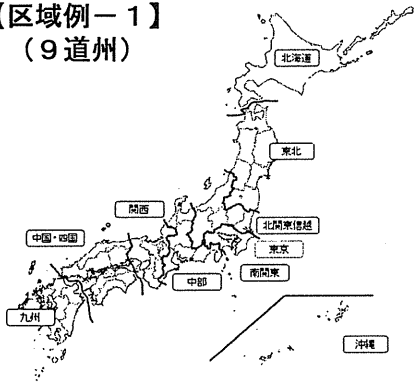 【区域例－１】
（９道州）
北海道
東北
関西
中国・四国
北関東信越
東京
南関東
中部
九州
沖縄